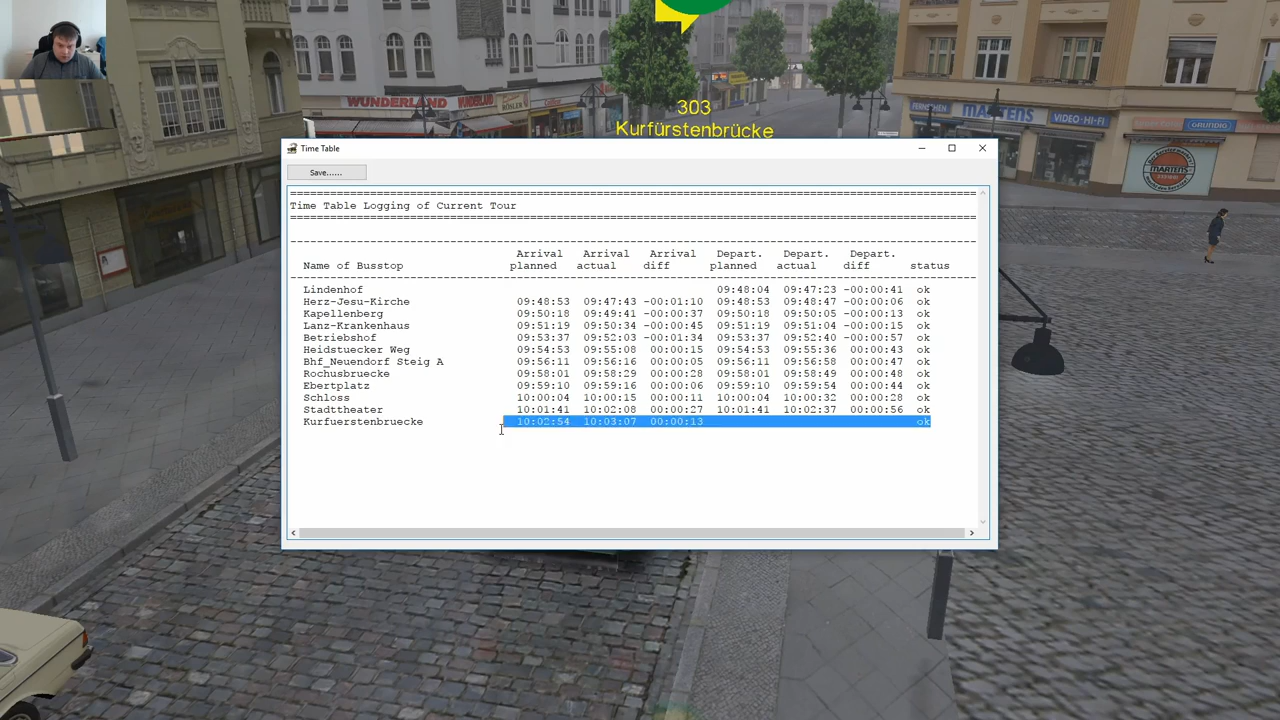 WUNDERLAND WUNDERLAND RÖSLER
303
Kurfürstenbrücke
FERNSEHEN MARTENS VIDEO·HI-FI
GRUNDIG
MARTENS
Time Table
Save......
===================================================================================================
Time Table Logging of Current Tour
===================================================================================================
---------------------------------------------------------------------------------------------------
Arrival Arrival Arrival Depart. Depart. Depart.
Name of Busstop planned actual diff planned actual diff status
---------------------------------------------------------------------------------------------------
Lindenhof 09:48:04 09:47:23 -00:00:41 ok
Herz-Jesu-Kirche 09:48:53 09:47:43 -00:01:10 09:48:53 09:48:47 -00:00:06 ok
Kapellenberg 09:50:18 09:49:41 -00:00:37 09:50:18 09:50:05 -00:00:13 ok
Lanz-Krankenhaus 09:51:19 09:50:34 -00:00:45 09:51:19 09:51:04 -00:00:15 ok
Betriebshof 09:53:37 09:52:03 -00:01:34 09:53:37 09:52:40 -00:00:57 ok
Heidstuecker Weg 09:54:53 09:55:08 00:00:15 09:54:53 09:55:36 00:00:43 ok
Bhf_Neuendorf Steig A 09:56:11 09:56:16 00:00:05 09:56:11 09:56:58 00:00:47 ok
Rochusbruecke 09:58:01 09:58:29 00:00:28 09:58:01 09:58:49 00:00:48 ok
Ebertplatz 09:59:10 09:59:16 00:00:06 09:59:10 09:59:54 00:00:44 ok
Schloss 10:00:04 10:00:15 00:00:11 10:00:04 10:00:32 00:00:28 ok
Stadttheater 10:01:41 10:02:08 00:00:27 10:01:41 10:02:37 00:00:56 ok
Kurfuerstenbruecke 10:02:54 10:03:07 00:00:13 ok